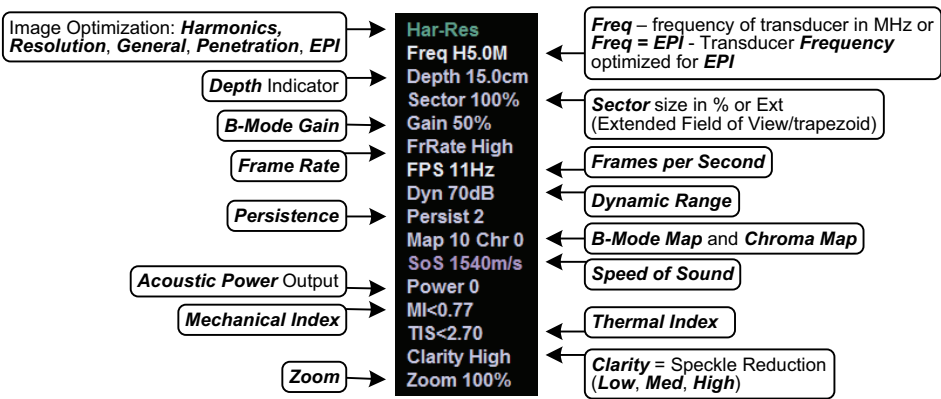 Image Optimization: Harmonics,
Resolution, General, Penetration, EPI
Depth Indicator
B-Mode Gain
Frame Rate
Persistence
Acoustic Power Output
Mechanical Index
Zoom
Har-Res
Freq H5.0M
Depth 15.0cm
Sector 100%
Gain 50%
FrRate High
FPS 11Hz
Dyn 70dB
Persist 2
Map 10 Chr 0
SoS 1540m/s
Power 0
MI<0.77
TIS<2.70
Clarity High
Zoom 100%
Freq – frequency of transducer in MHz or
Freq = EPI - Transducer Frequency
optimized for EPI
Sector size in % or Ext
(Extended Field of View/trapezoid)
Frames per Second
Dynamic Range
B-Mode Map and Chroma Map
Speed of Sound
Thermal Index
Clarity = Speckle Reduction
(Low, Med, High)